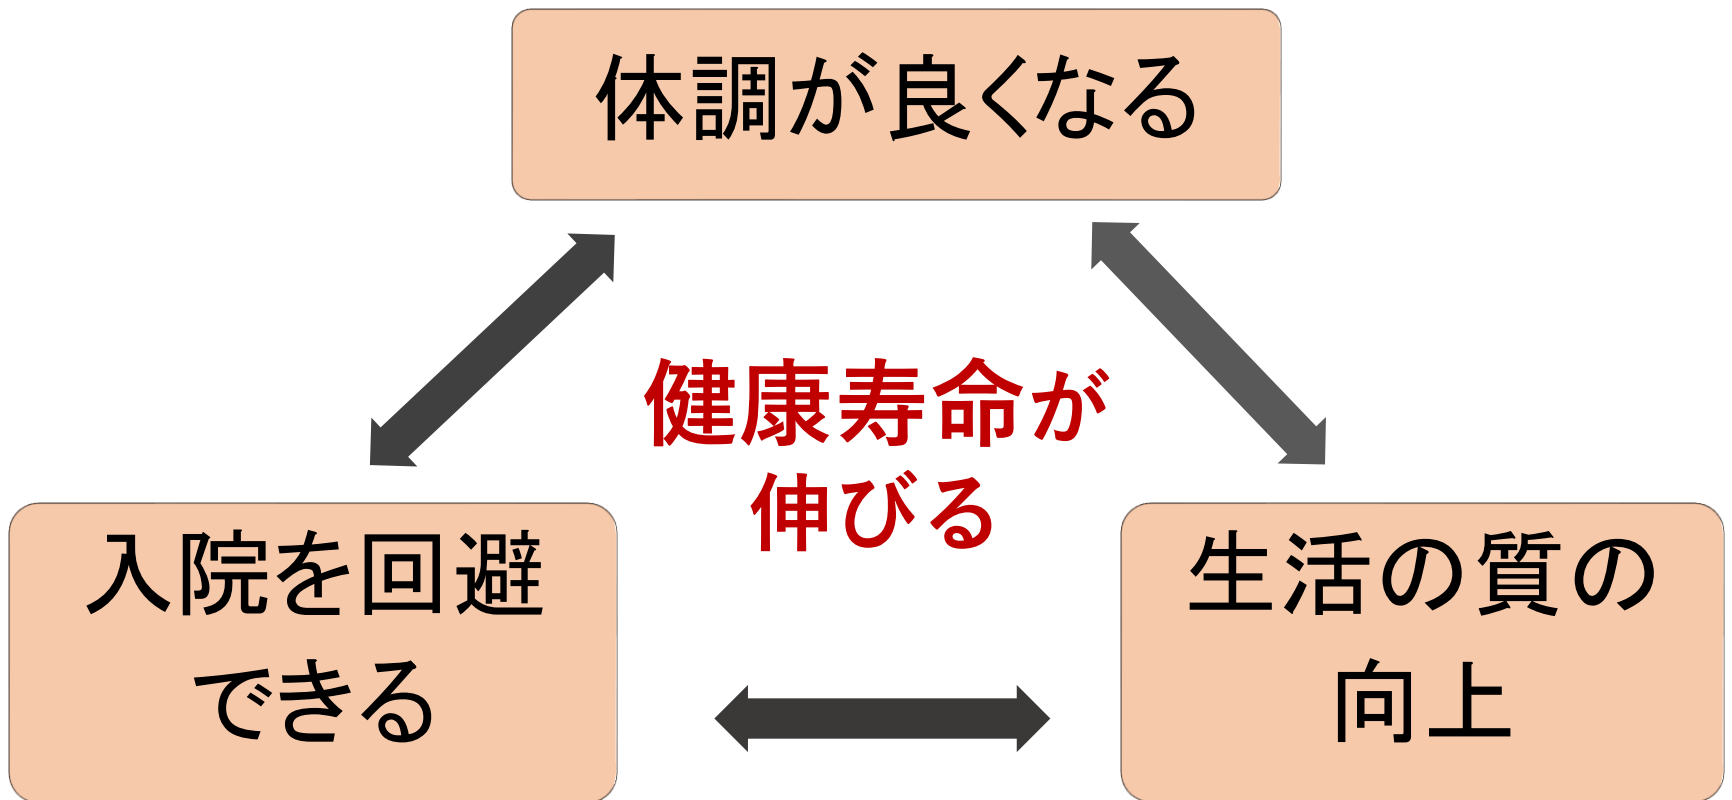 体調が良くなる
健康寿命が
伸びる
入院を回避
できる
生活の質の
向上